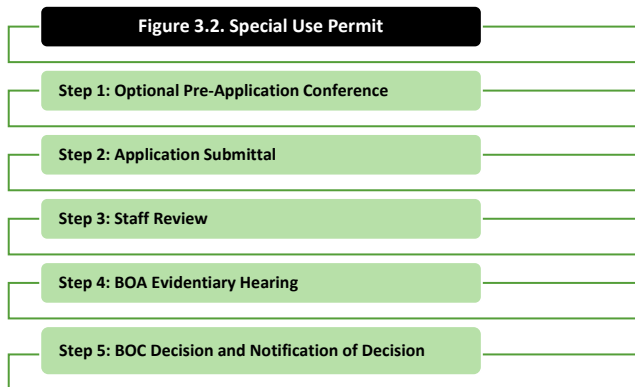 Figure 3.2. Special Use Permit
Step 1: Optional Pre-Application Conference
Step 2: Application Submittal
Step 3: Staff Review
Step 4: BOA Evidentiary Hearing
Step 5: BOC Decision and Notification of Decision